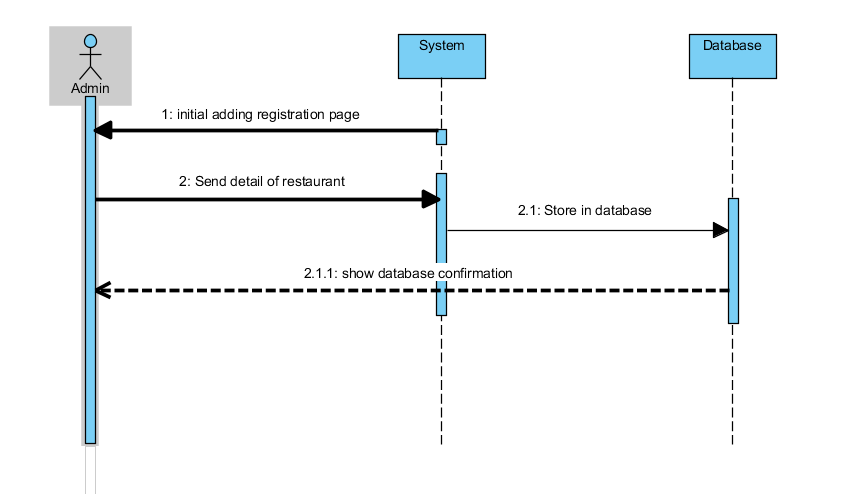 System
Database
Admin
1: initial adding registration page
2: Send detail of restaurant
2.1: Store in database
2.1.1: show database confirmation